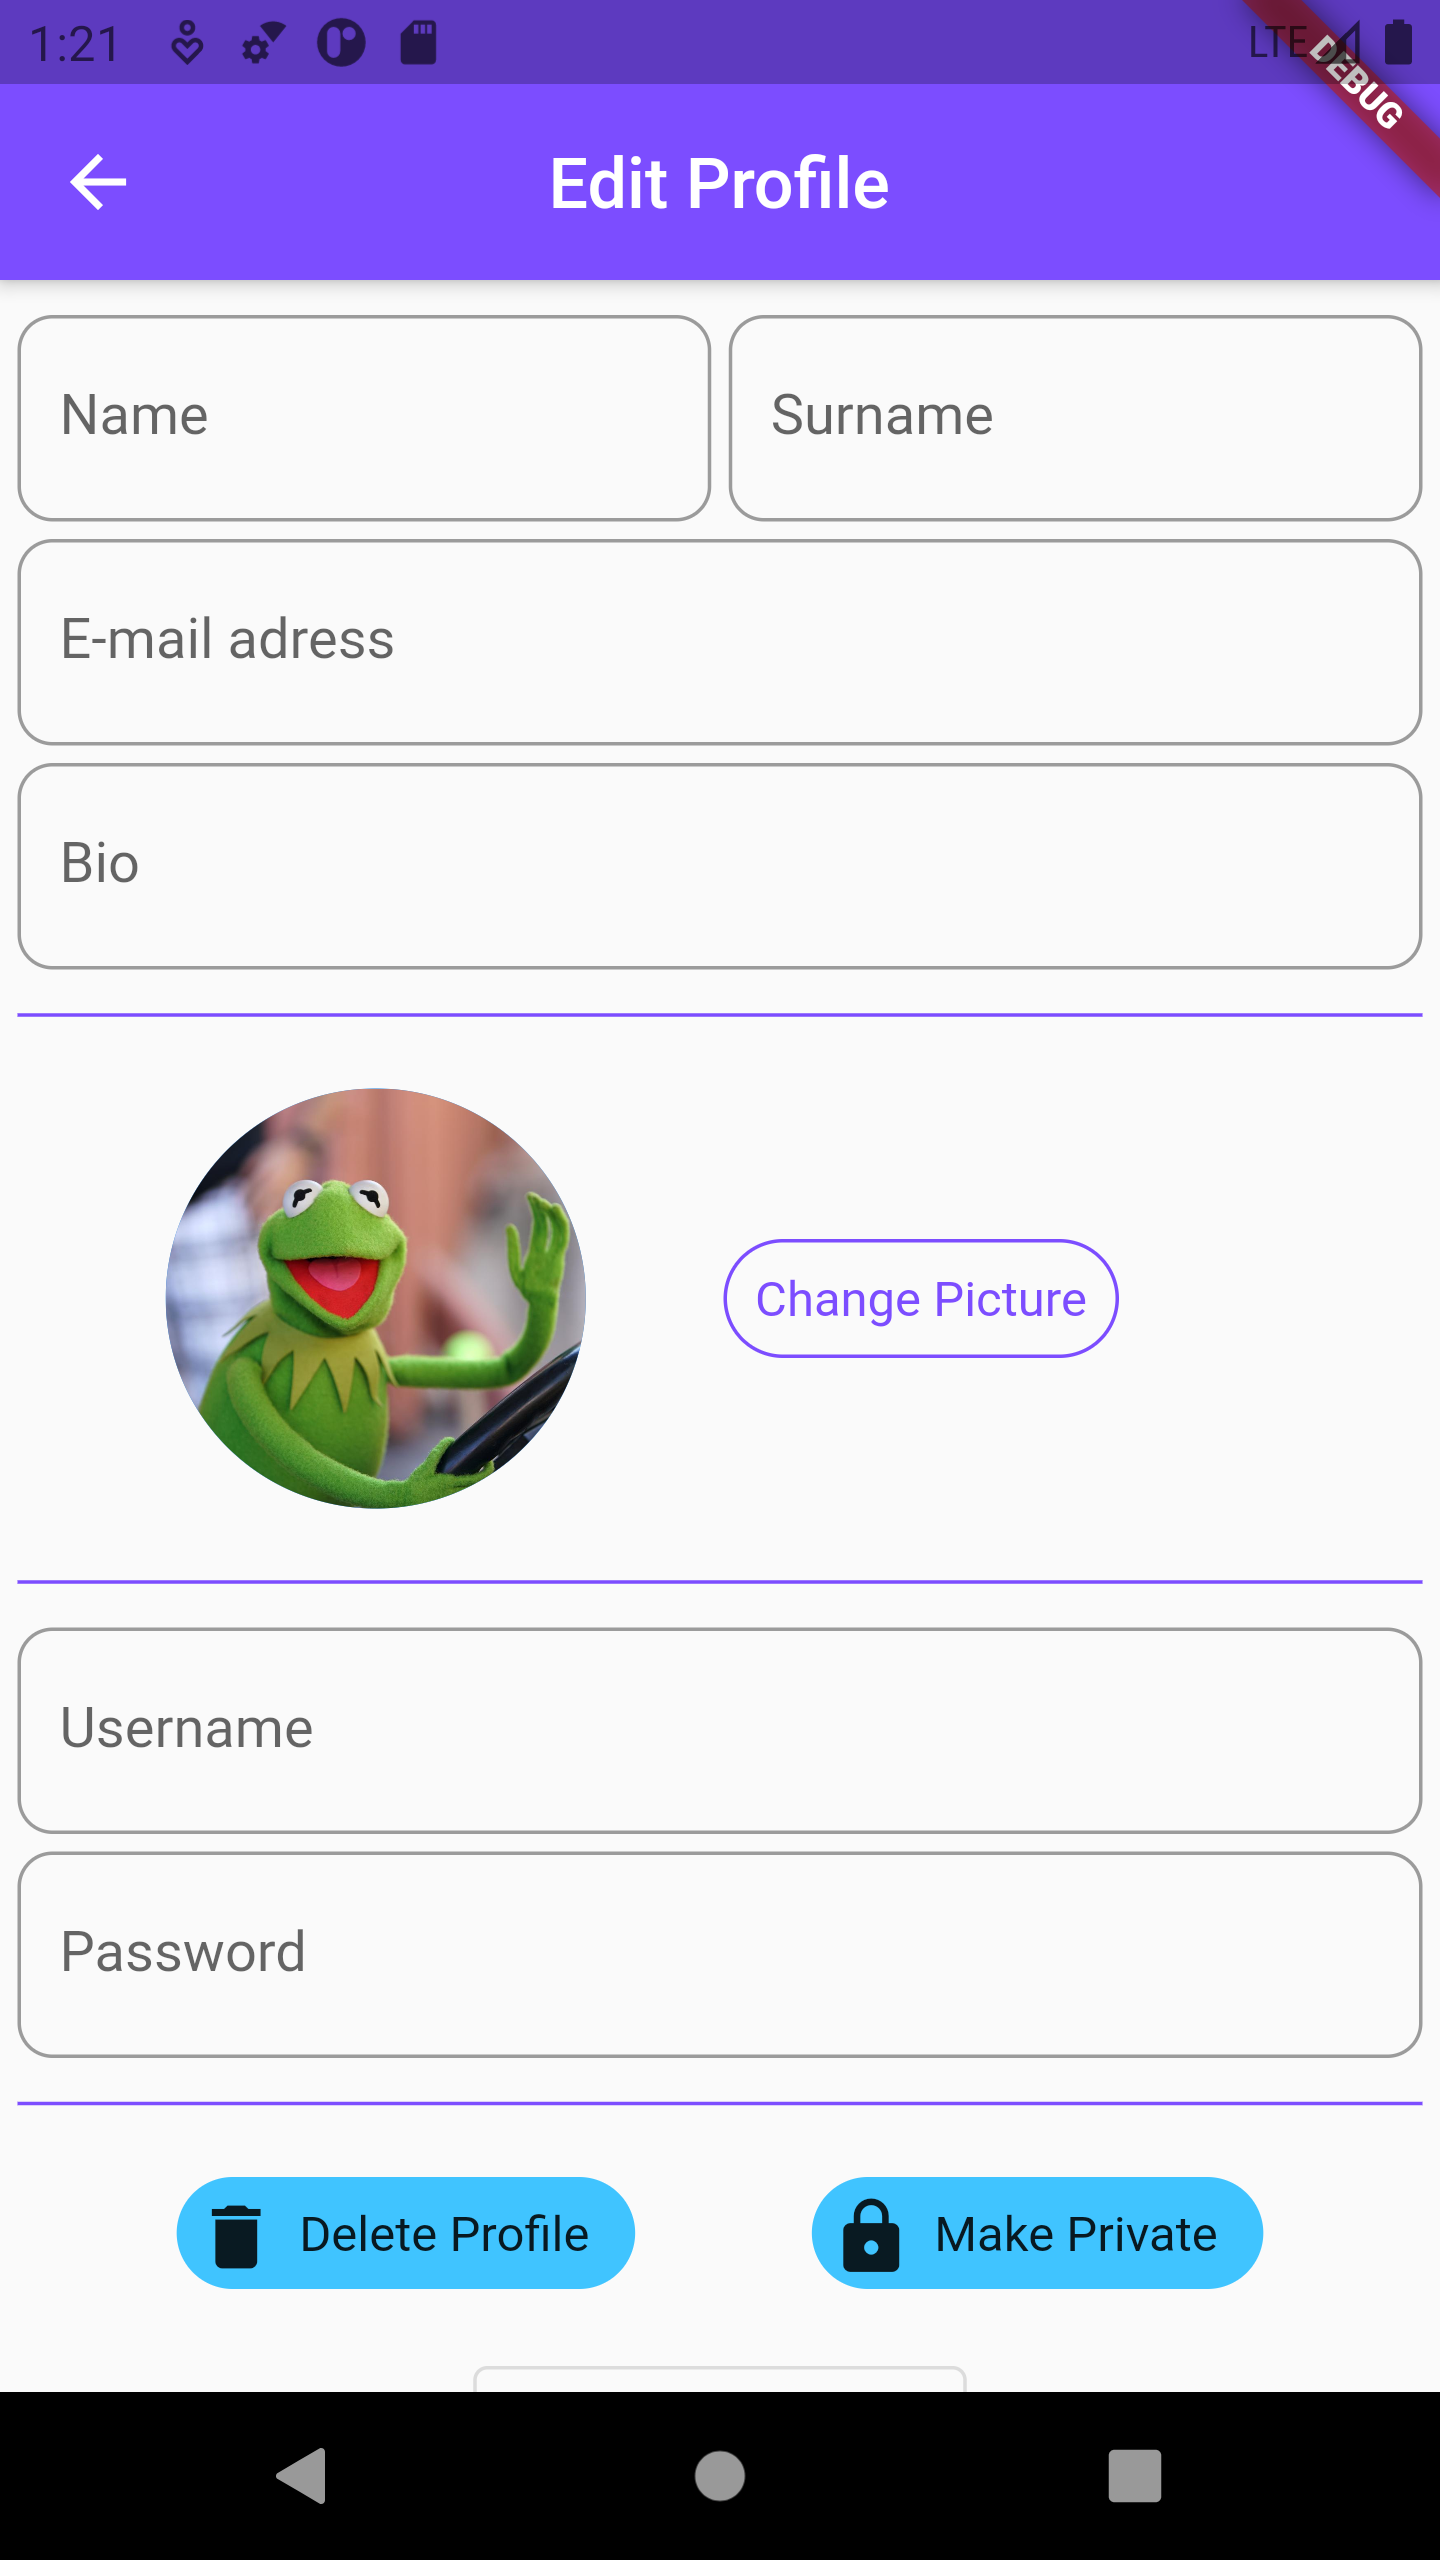 1:21
LTE
DEBUG
Edit Profile
Name
Surname
E-mail adress
Bio
Change Picture
Username
Password
Delete Profile
Make Private